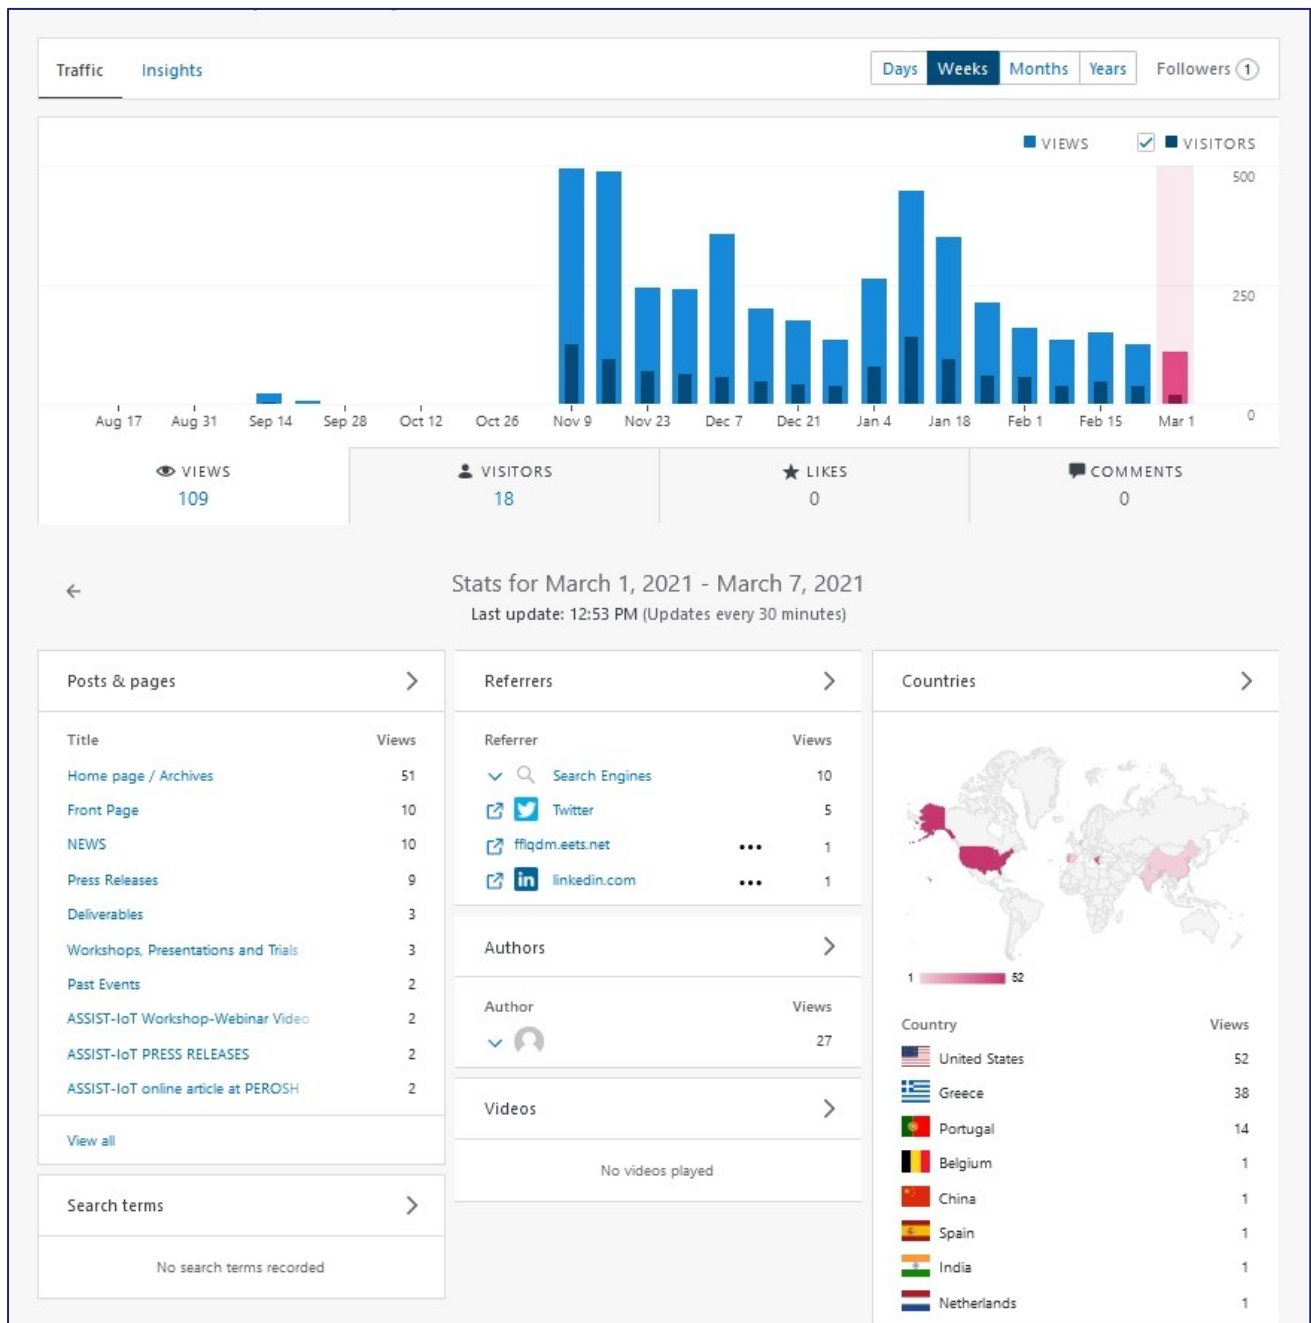 Traffic Insights Days Weeks Months Years Followers 1
VIEWS VISITORS
500
250
0
Aug 17 Aug 31 Sep 14 Sep 28 Oct 12 Oct 26 Nov 9 Nov 23 Dec 7 Dec 21 Jan 4 Jan 18 Feb 1 Feb 15 Mar 1
VIEWS VISITORS LIKES COMMENTS
109 18 0 0
Stats for March 1, 2021 - March 7, 2021
Last update: 12:53 PM (Updates every 30 minutes)
Posts & pages
Title Views
Home page / Archives 51
Front Page 10
NEWS 10
Press Releases 9
Deliverables 3
Workshops, Presentations and Trials 3
Past Events 2
ASSIST-IoT Workshop-Webinar Video 2
ASSIST-IoT PRESS RELEASES 2
ASSIST-IoT online article at PEROSH 2
View all
Search terms
No search terms recorded
Referrers
Referrer Views
Search Engines 10
Twitter 5
fflqdm.eets.net 1
in linkedin.com 1
Authors
Author Views
27
Videos
No videos played
Countries
1 52
Country Views
United States 52
Greece 38
Portugal 14
Belgium 1
China 1
Spain 1
India 1
Netherlands 1